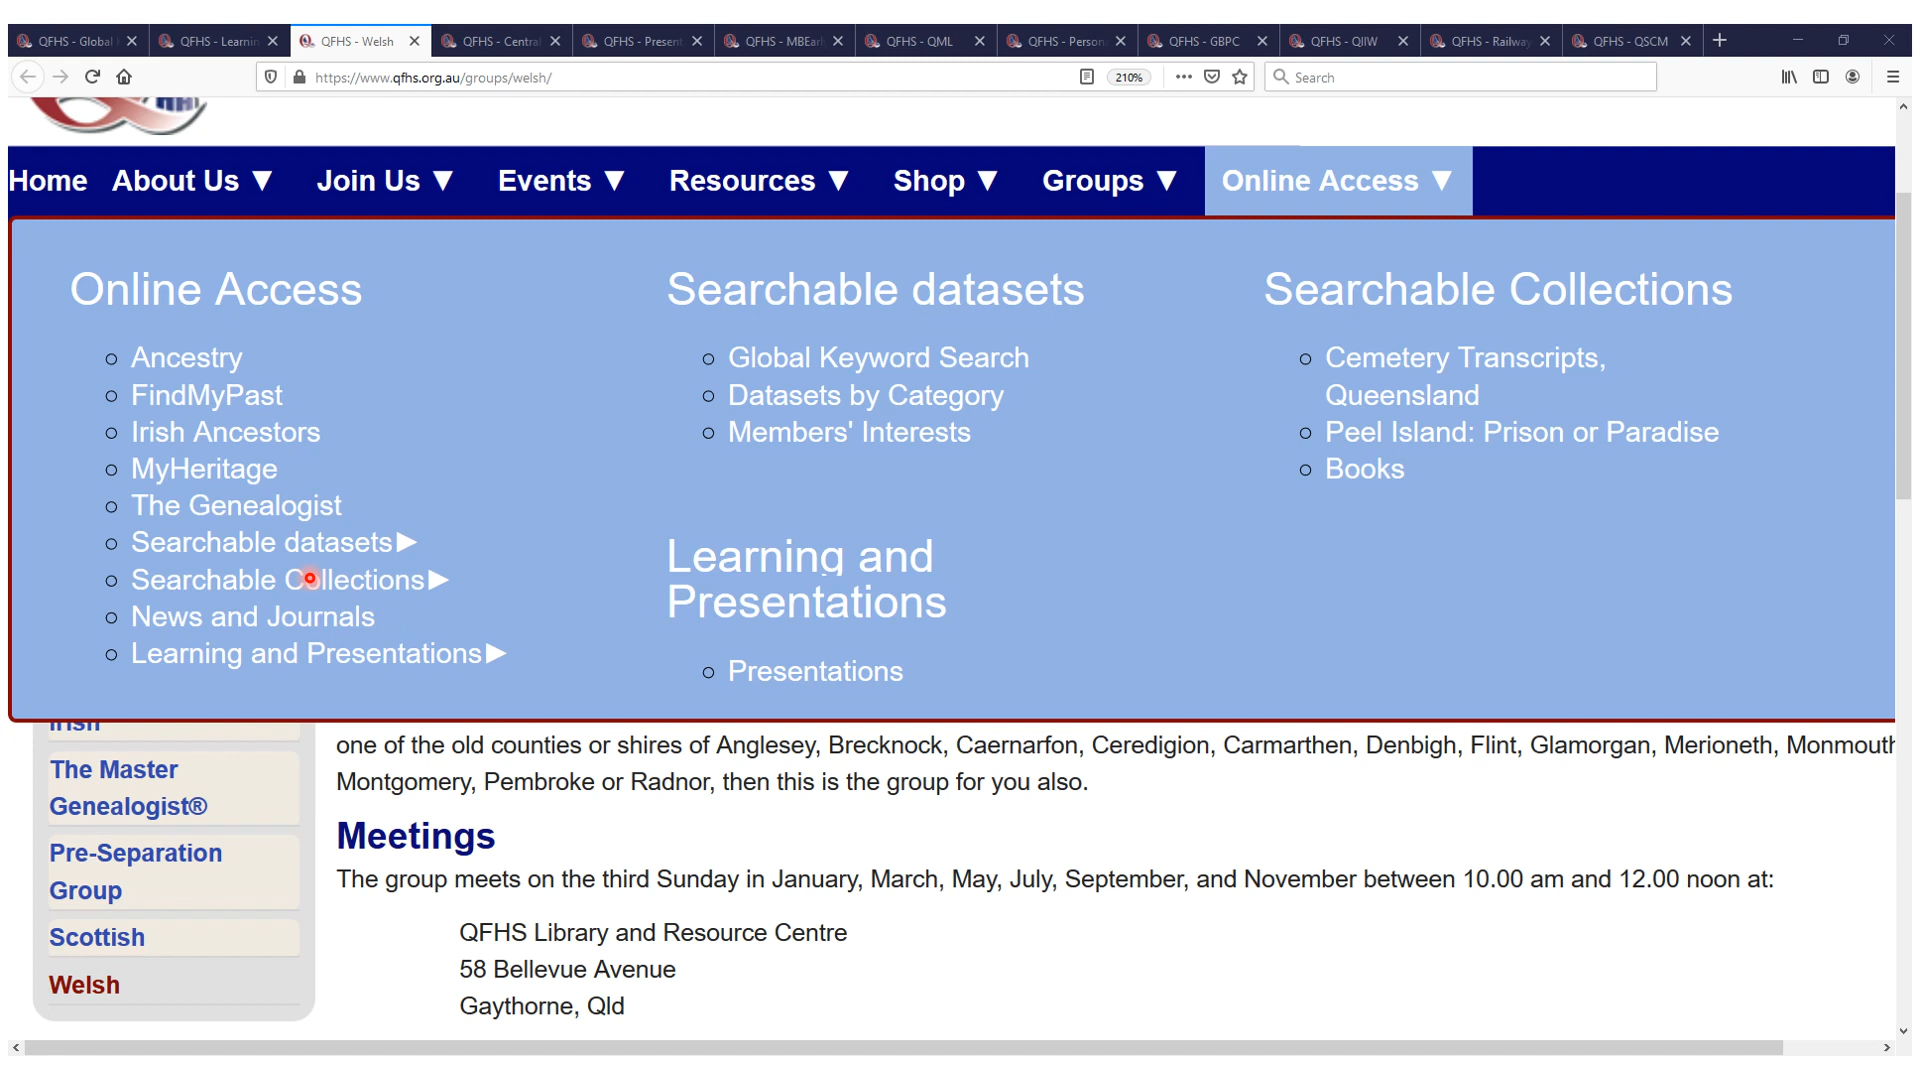 QFHS - Global
QFHS - Learnin
QFHS - Welsh
QFHS - Central
QFHS - Present
QFHS - MBEarl
QFHS - QML
QFHS - Person
QFHS - GBPC
QFHS - QIIW
QFHS - Railway
QFHS - QSCM
https://www.qfhs.org.au/groups/welsh/
210%
Search
Home About Us ▼ Join Us ▼ Events ▼ Resources ▼ Shop ▼ Groups ▼ Online Access ▼
Online Access
Ancestry
FindMyPast
Irish Ancestors
MyHeritage
The Genealogist
Searchable datasets▶
Searchable Collections▶
News and Journals
Learning and Presentations▶
Searchable datasets
Global Keyword Search
Datasets by Category
Members' Interests
Learning and
Presentations
Presentations
Searchable Collections
Cemetery Transcripts,
Queensland
Peel Island: Prison or Paradise
Books
Irish
The Master
Genealogist®
Pre-Separation
Group
Scottish
Welsh
one of the old counties or shires of Anglesey, Brecknock, Caernarfon, Ceredigion, Carmarthen, Denbigh, Flint, Glamorgan, Merioneth, Monmouth
Montgomery, Pembroke or Radnor, then this is the group for you also.
Meetings
The group meets on the third Sunday in January, March, May, July, September, and November between 10.00 am and 12.00 noon at:
QFHS Library and Resource Centre
58 Bellevue Avenue
Gaythorne, Qld